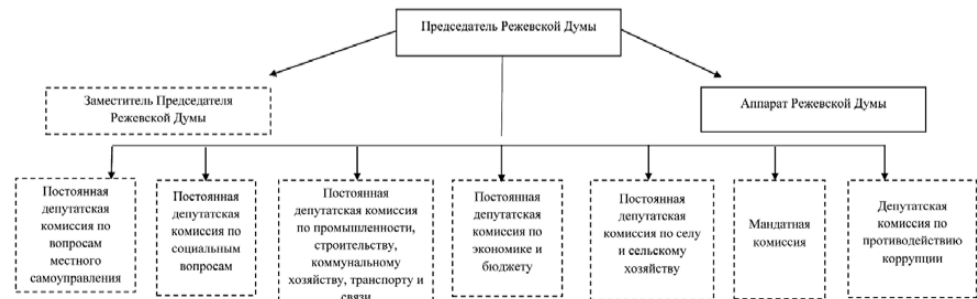 Председатель Режевской Думы
Заместитель Председателя
Режевской Думы
Аппарат Режевской Думы
Постоянная
депутатская
комиссия по
вопросам
местного
самоуправления
Постоянная
депутатская
комиссия по
социальным
вопросам
Постоянная
депутатская комиссия
по промышленности,
строительству,
коммунальному
хозяйству, транспорту и
связи
Постоянная
депутатская
комиссия по
экономике и
бюджету
Постоянная
депутатская
комиссия по селу
и сельскому
хозяйству
Мандатная
комиссия
Депутатская
комиссия по
противодействию
коррупции